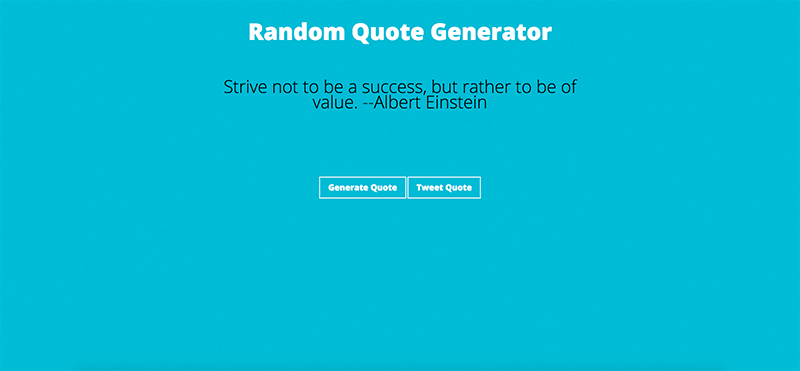 Random Quote Generator
Strive not to be a success, but rather to be of
value. --Albert Einstein
Generate Quote Tweet Quote